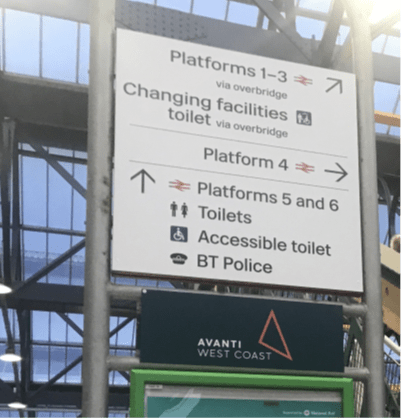 Platforms 1–3
via overbridge
Changing facilities
toilet via overbridge
Platform 4
Platforms 5 and 6
Toilets
Accessible toilet
BT Police
AVANTI
WEST COAST